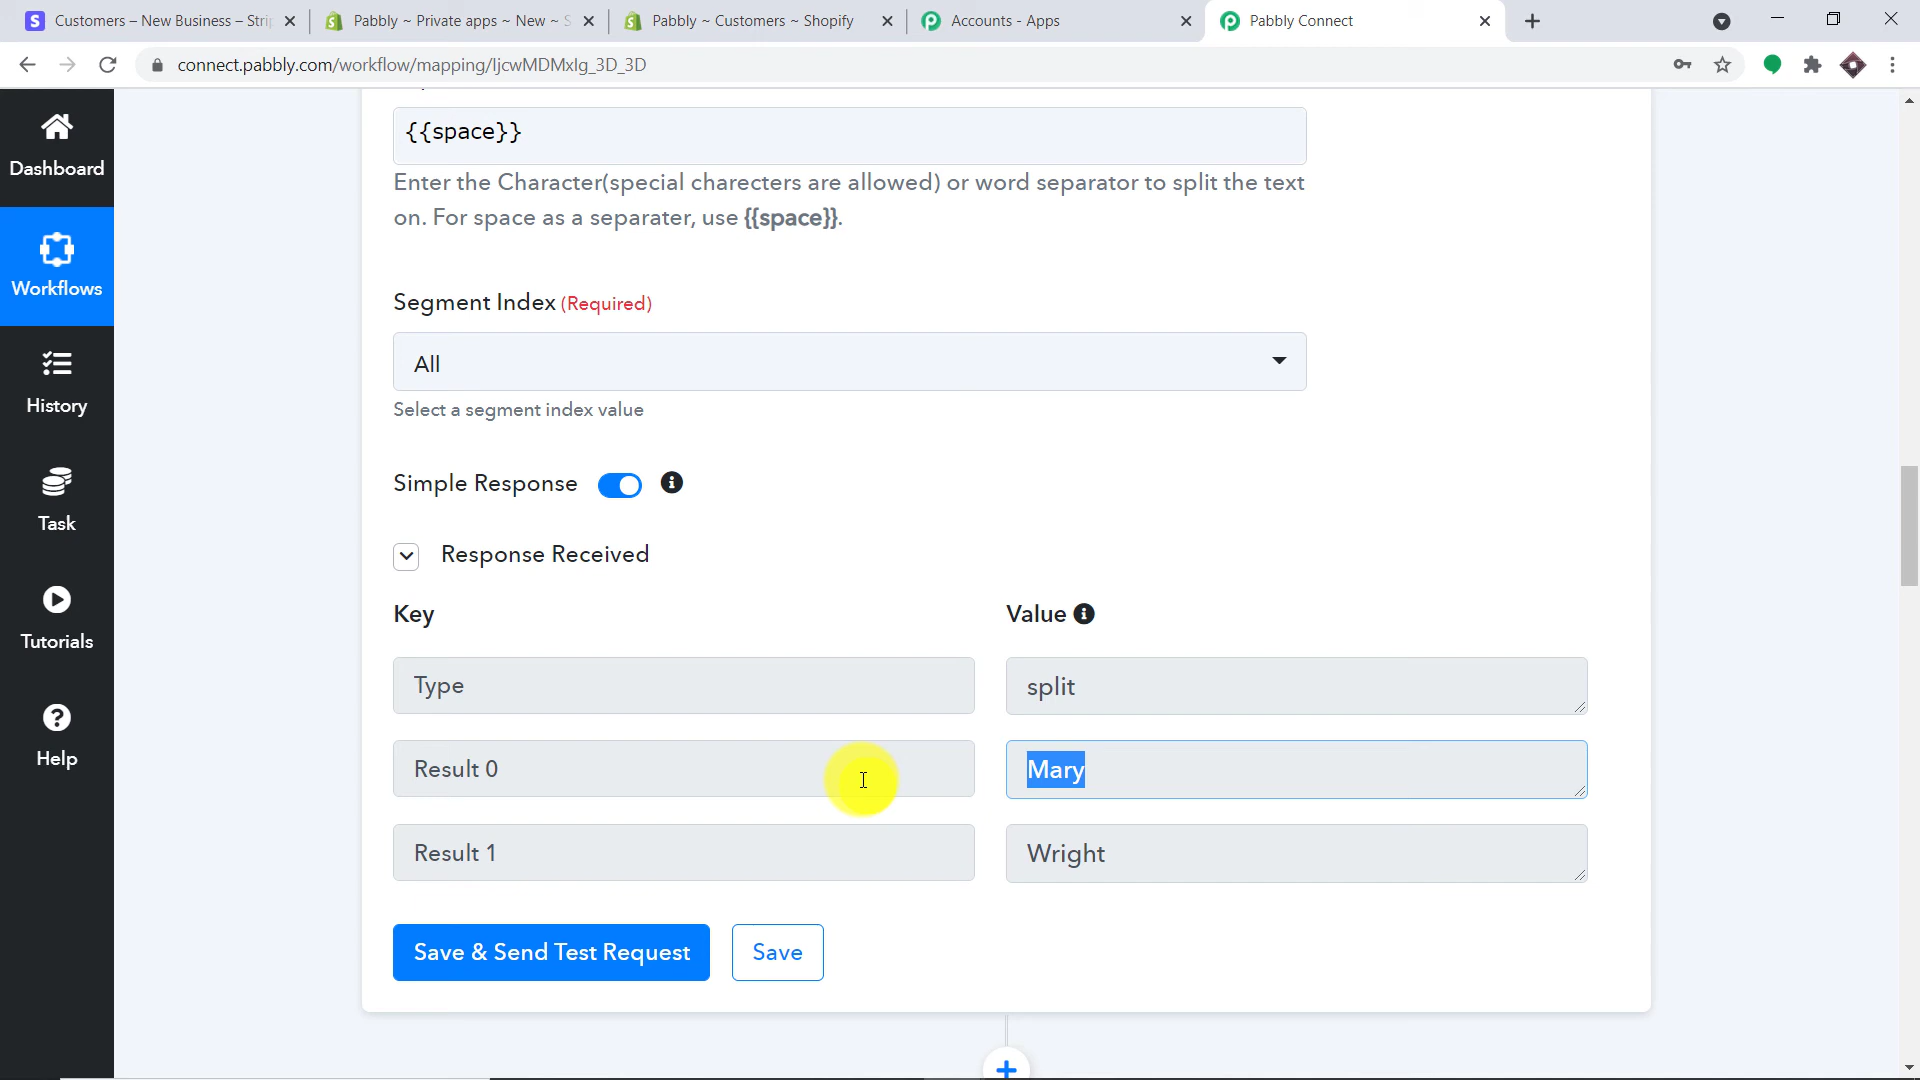 Customers – New Business – Stri
Pabbly ~ Private apps ~ New ~ S
Pabbly ~ Customers ~ Shopify
Accounts - Apps
Pabbly Connect
connect.pabbly.com/workflow/mapping/IjcwMDMxIg_3D_3D
Dashboard
Workflows
History
Task
Tutorials
Help
{{space}}
Enter the Character(special charecters are allowed) or word separator to split the text
on. For space as a separater, use {{space}}.
Segment Index (Required)
All
Select a segment index value
Simple Response
Response Received
Key
Value
Type
split
Result 0
Mary
Result 1
Wright
Save & Send Test Request
Save